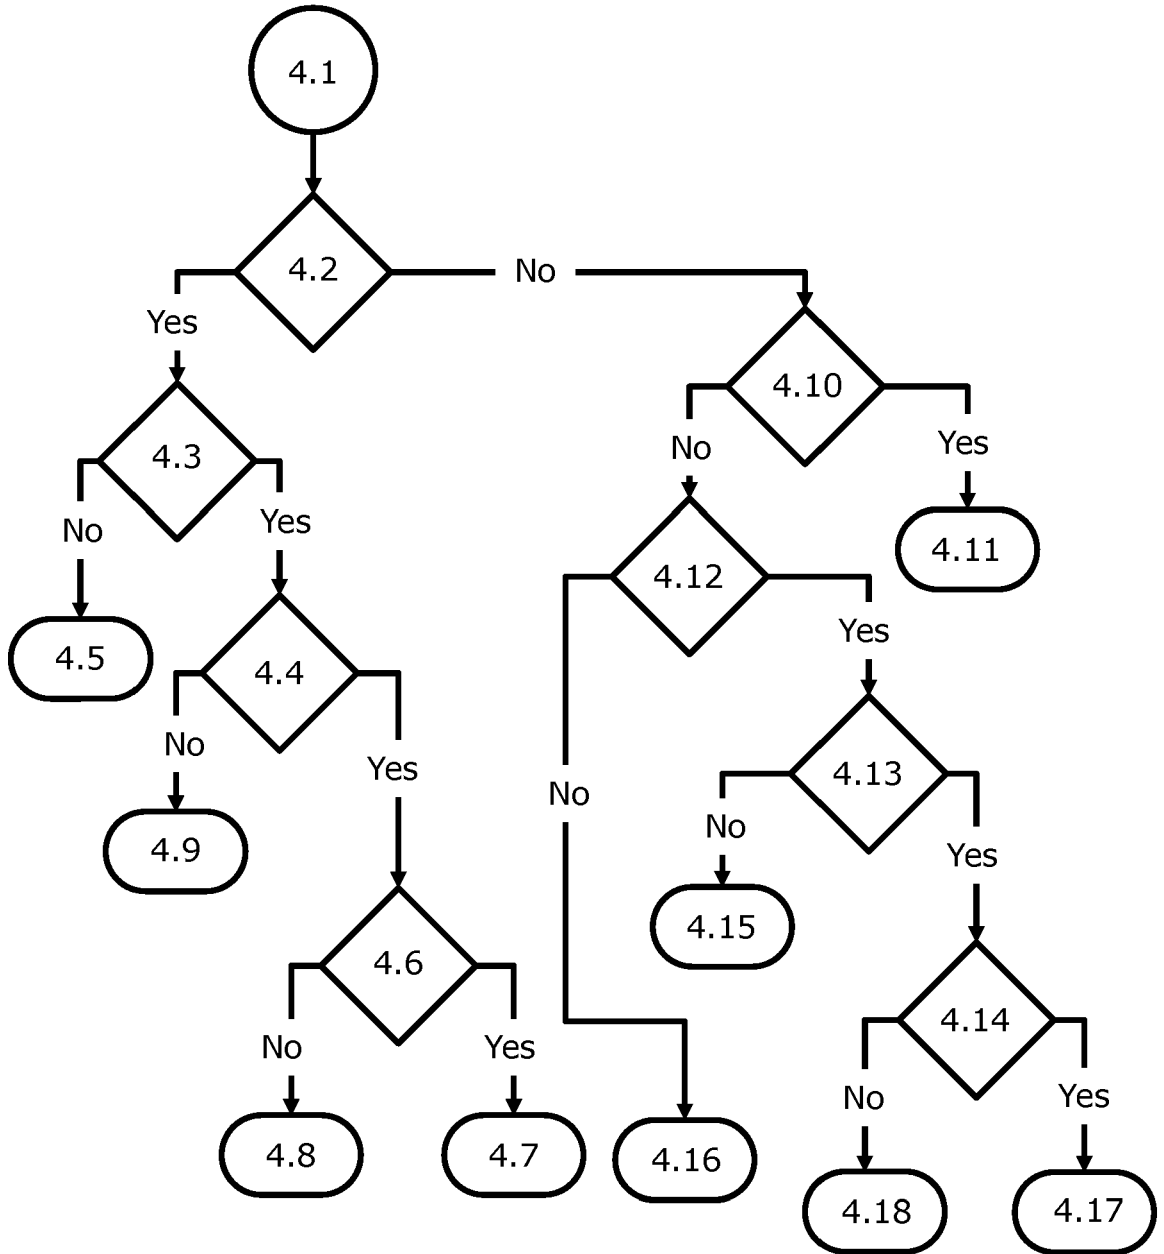 4.1
4.2
No
Yes
4.10
4.3
No
Yes
No
Yes
4.12
4.11
4.5
4.4
Yes
No
Yes
4.13
No
No
Yes
4.9
4.15
4.6
4.14
No
Yes
No
Yes
4.8
4.7
4.16
4.18
4.17